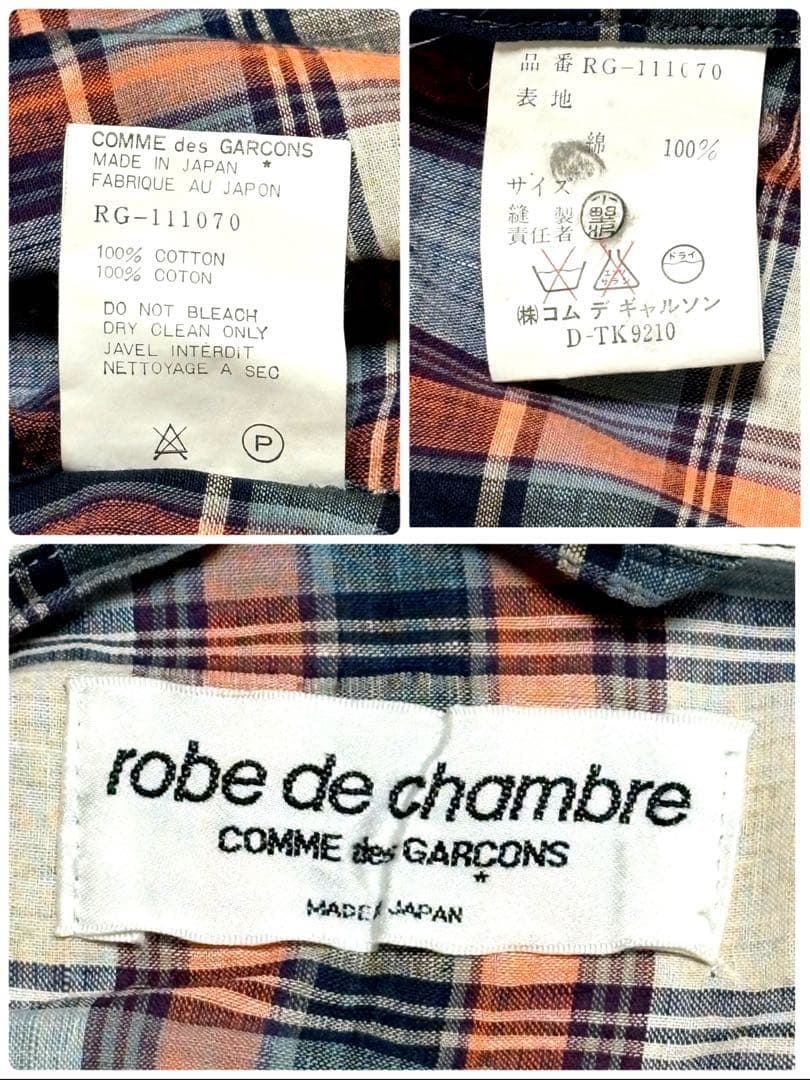 COMME des GARCONS
MADE IN JAPAN *
FABRIQUE AU JAPON
RG-111070
100% COTTON
100% COTON
DO NOT BLEACH
DRY CLEAN ONLY
JAVEL INTERDIT
NETTOYAGE A SEC
P
品番 RG-111070
表地
綿 100%
サイズ
縫製
責任者
ドライ
㈱コム デ ギャルソン
D-TK9210
robe de chambre
COMME des GARÇONS
*
MADE JAPAN